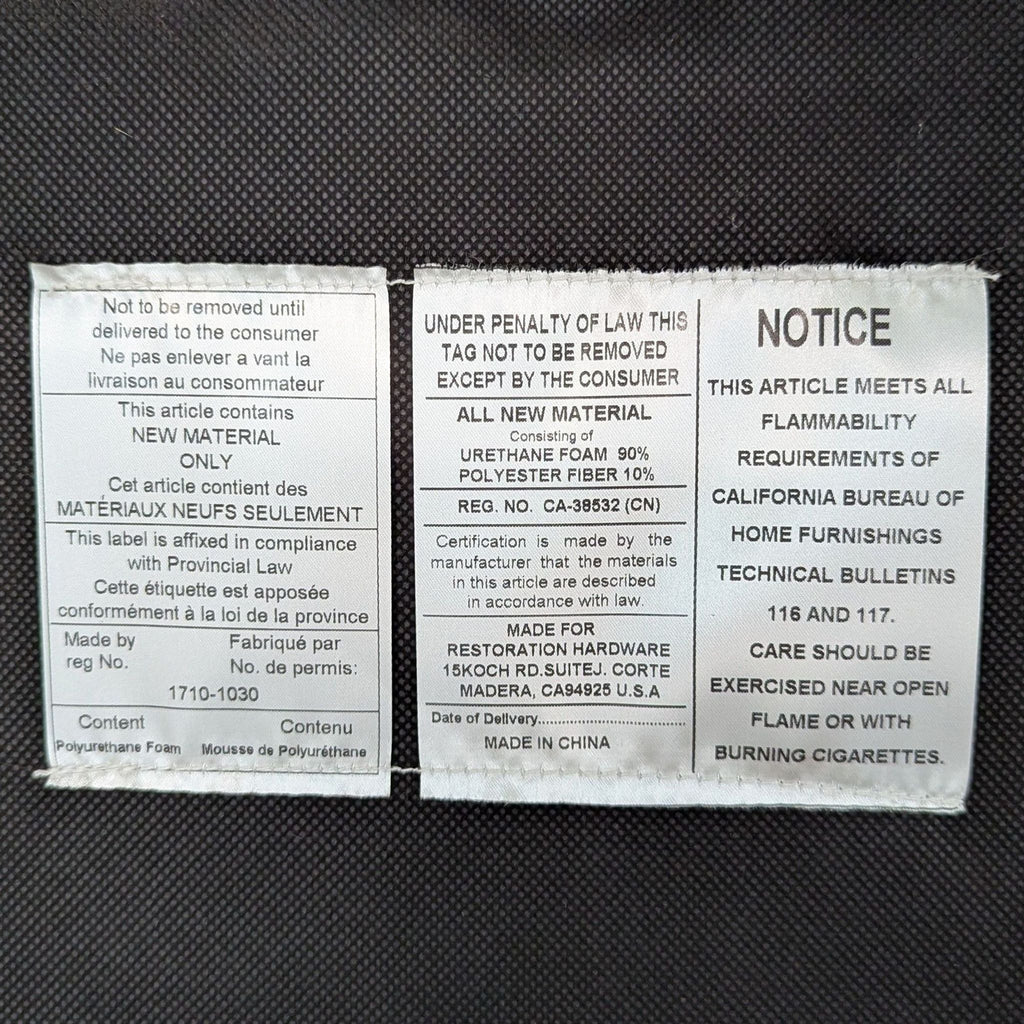 Not to be removed until
delivered to the consumer
Ne pas enlever a vant la
livraison au consommateur
This article contains
NEW MATERIAL
ONLY
Cet article contient des
MATÉRIAUX NEUFS SEULEMENT
This label is affixed in compliance
with Provincial Law
Cette étiquette est apposée
conformément à la loi de la province
Made by Fabriqué par
reg No. No. de permis:
1710-1030
Content Contenu
Polyurethane Foam Mousse de Polyuréthane
UNDER PENALTY OF LAW THIS
TAG NOT TO BE REMOVED
EXCEPT BY THE CONSUMER
ALL NEW MATERIAL
Consisting of
URETHANE FOAM 90%
POLYESTER FIBER 10%
REG. NO. CA-38532 (CN)
Certification is made by the
manufacturer that the materials
in this article are described
in accordance with law.
MADE FOR
RESTORATION HARDWARE
15KOCH RD.SUITEJ. CORTE
MADERA, CA94925 U.S.A
Date of Delivery....................................
MADE IN CHINA
NOTICE
THIS ARTICLE MEETS ALL
FLAMMABILITY
REQUIREMENTS OF
CALIFORNIA BUREAU OF
HOME FURNISHINGS
TECHNICAL BULLETINS
116 AND 117.
CARE SHOULD BE
EXERCISED NEAR OPEN
FLAME OR WITH
BURNING CIGARETTES.